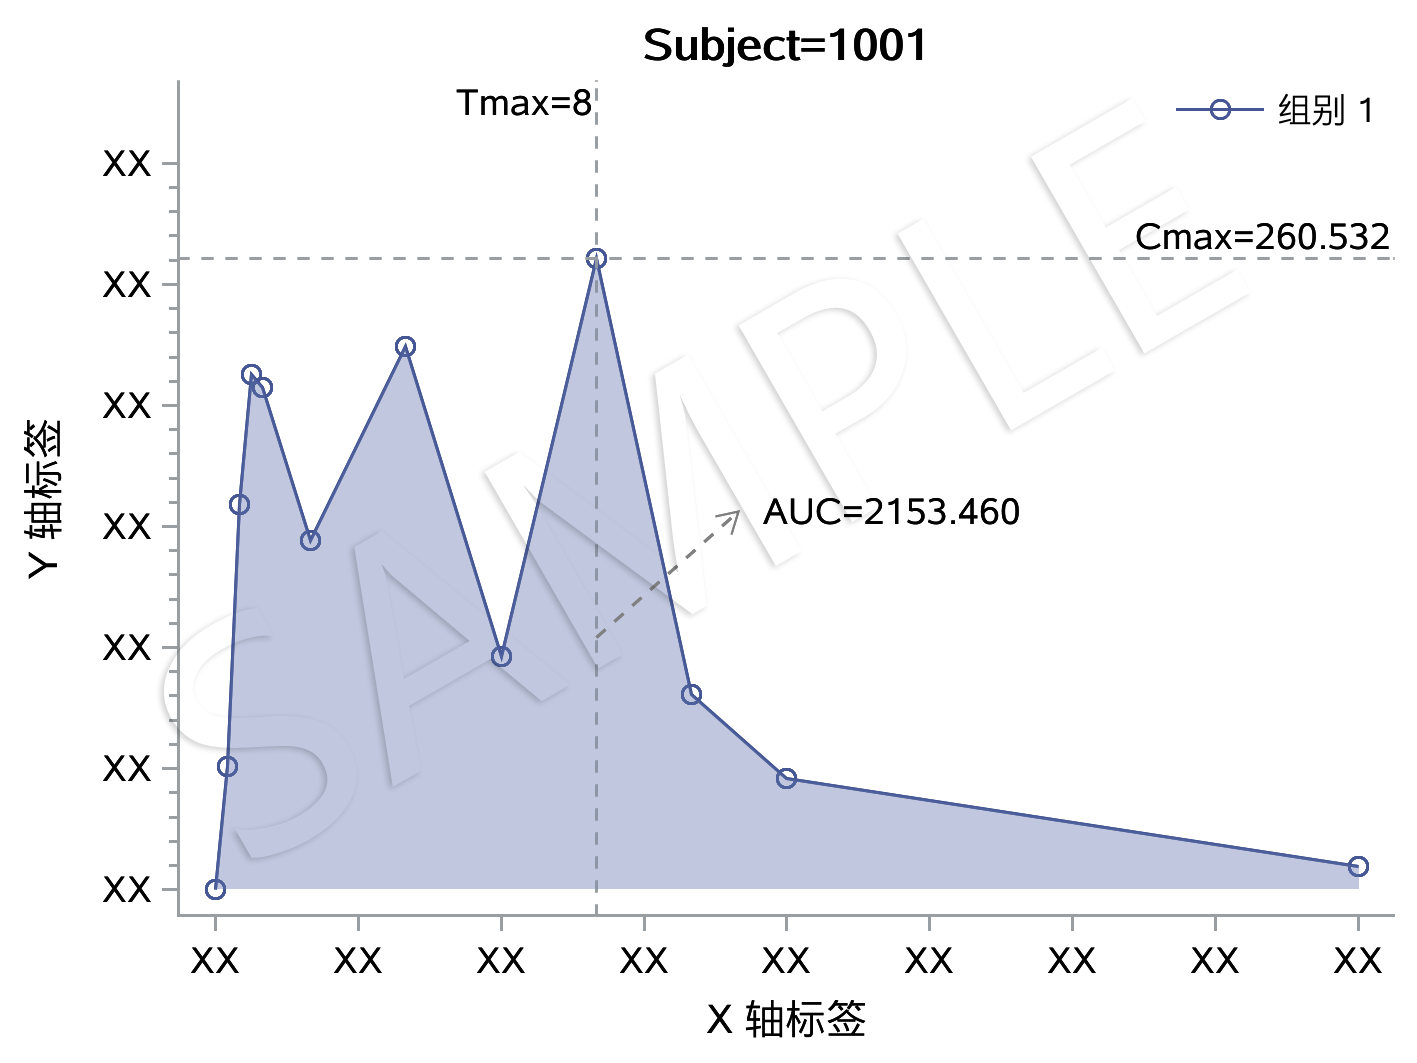 Subject=1001
Tmax=8
组别 1
Cmax=260.532
AUC=2153.460
XX
XX
XX
XX
XX
XX
XX
Y 轴标签
XX XX XX XX XX XX XX XX XX
X 轴标签
SAMPLE